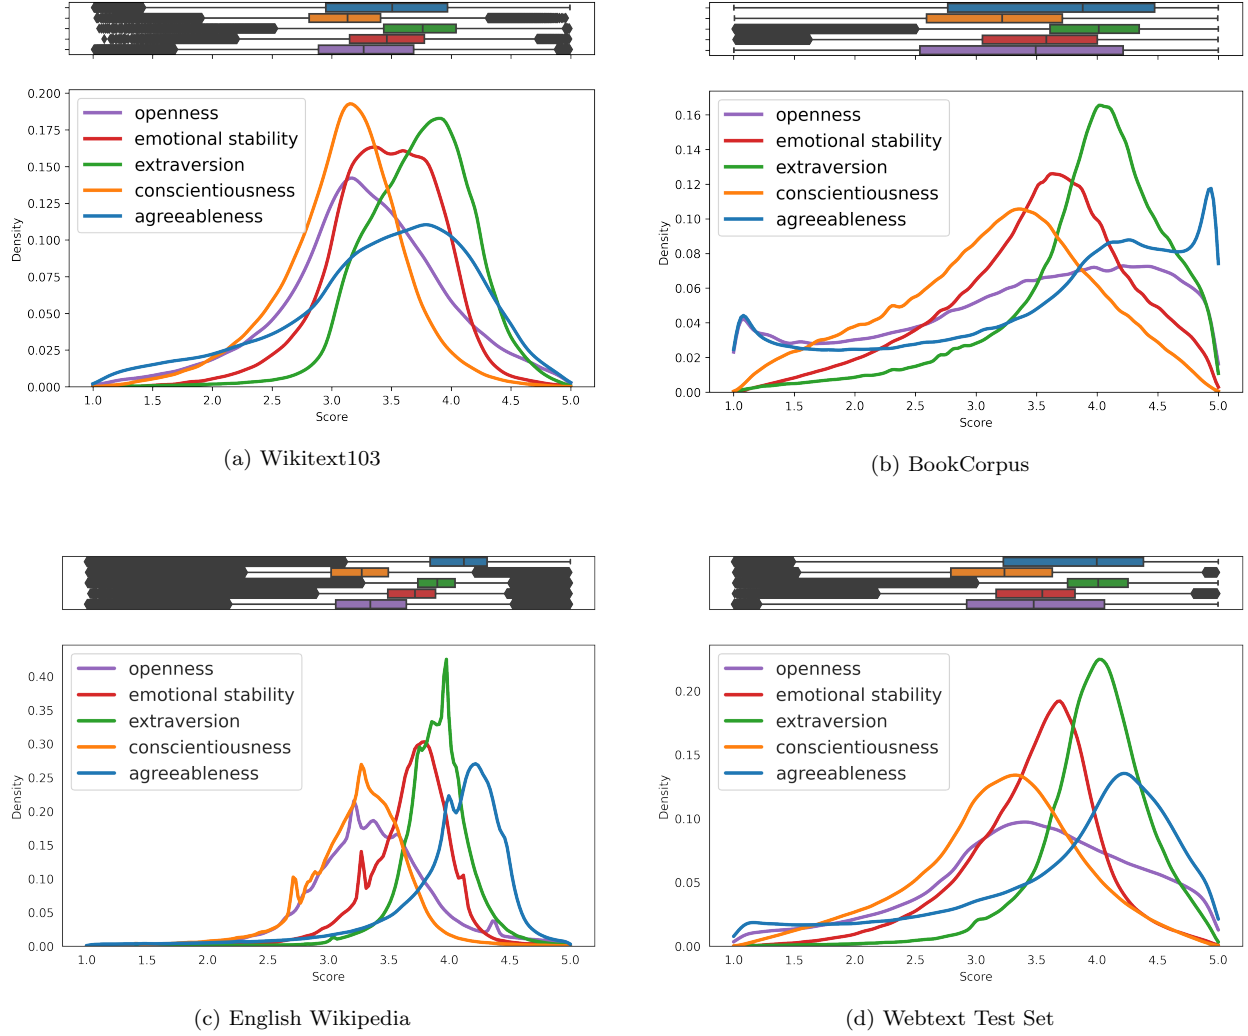 0.200
0.175
0.150
0.125
0.100
0.075
0.050
0.025
0.000
Density
openness
emotional stability
extraversion
conscientiousness
agreeableness
1.0 1.5 2.0 2.5 3.0 3.5 4.0 4.5 5.0
Score
(a) Wikitext103
0.16
0.14
0.12
0.10
0.08
0.06
0.04
0.02
0.00
Density
openness
emotional stability
extraversion
conscientiousness
agreeableness
1.0 1.5 2.0 2.5 3.0 3.5 4.0 4.5 5.0
Score
(b) BookCorpus
0.40
0.35
0.30
0.25
0.20
0.15
0.10
0.05
0.00
Density
openness
emotional stability
extraversion
conscientiousness
agreeableness
1.0 1.5 2.0 2.5 3.0 3.5 4.0 4.5 5.0
Score
(c) English Wikipedia
0.20
0.15
0.10
0.05
0.00
Density
openness
emotional stability
extraversion
conscientiousness
agreeableness
1.0 1.5 2.0 2.5 3.0 3.5 4.0 4.5 5.0
Score
(d) Webtext Test Set